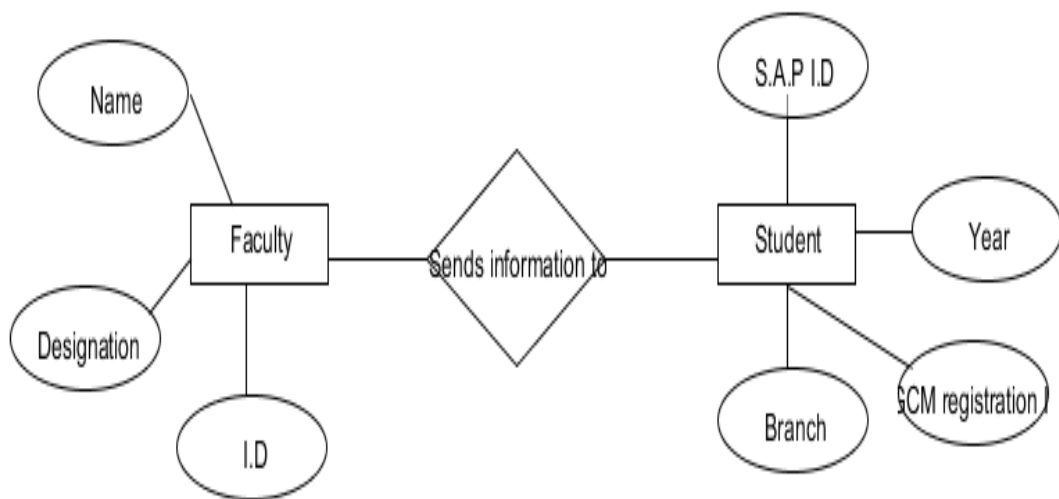 S.A.P I.D
Name
Faculty
Sends information to
Student
Year
Designation
GCM registration I
Branch
I.D